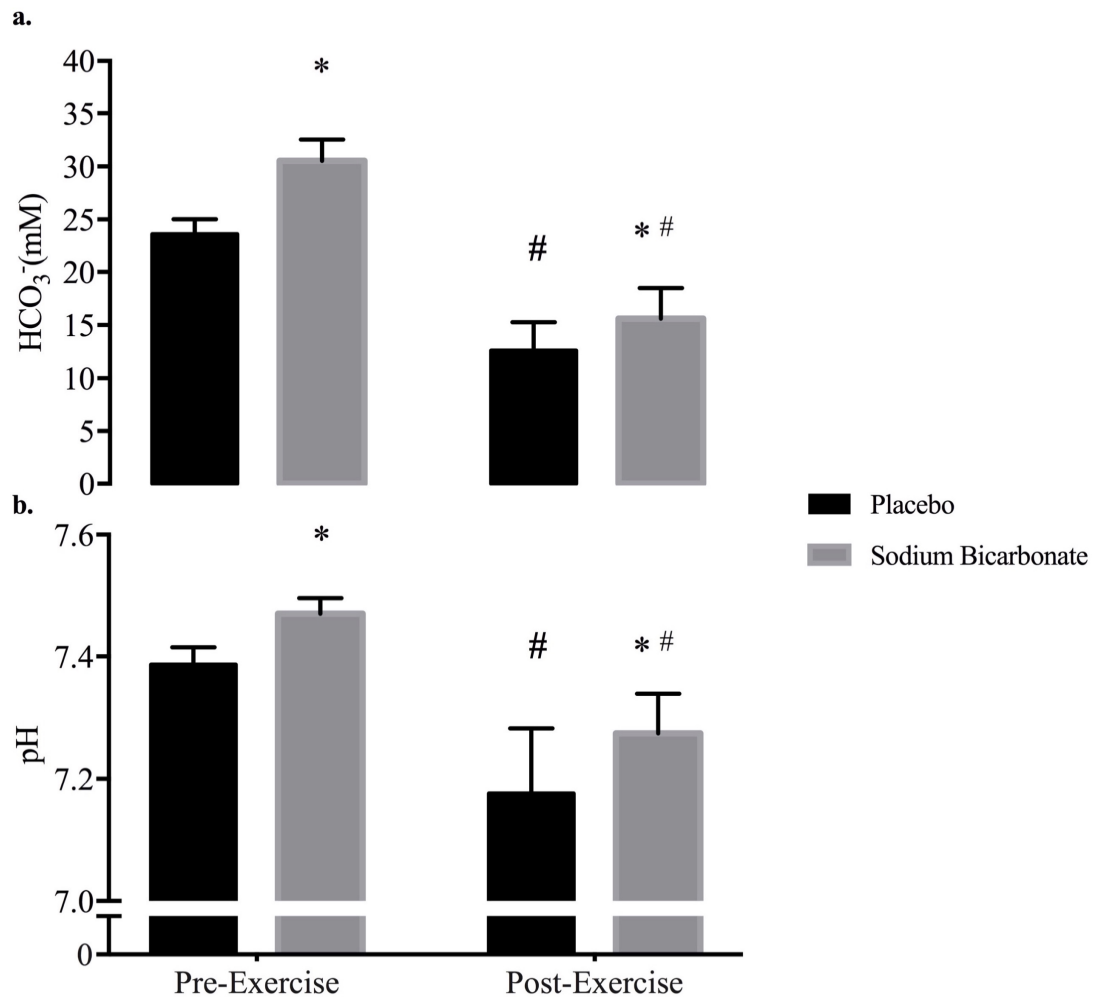 a.
40
*
35
30
25
* #
#
20
15
10
5
0
HCO₃⁻(mM)
b.
Placebo
Sodium Bicarbonate
7.6
*
7.4
#
* #
7.2
7.0
0
pH
Pre-Exercise
Post-Exercise